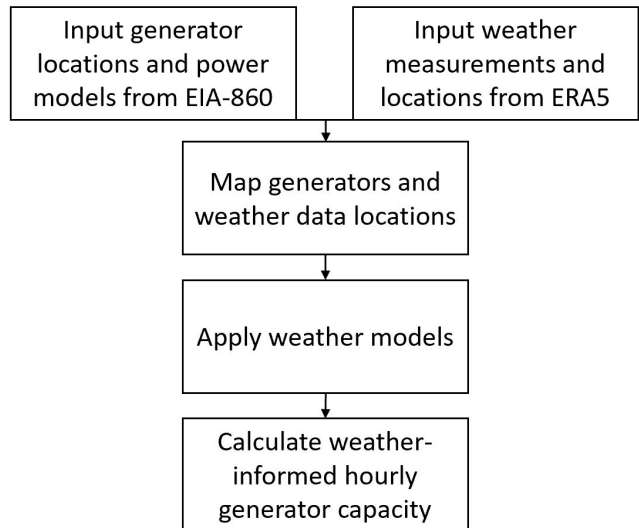 Input generator
locations and power
models from EIA-860
Input weather
measurements and
locations from ERA5
Map generators and
weather data locations
Apply weather models
Calculate weather-
informed hourly
generator capacity